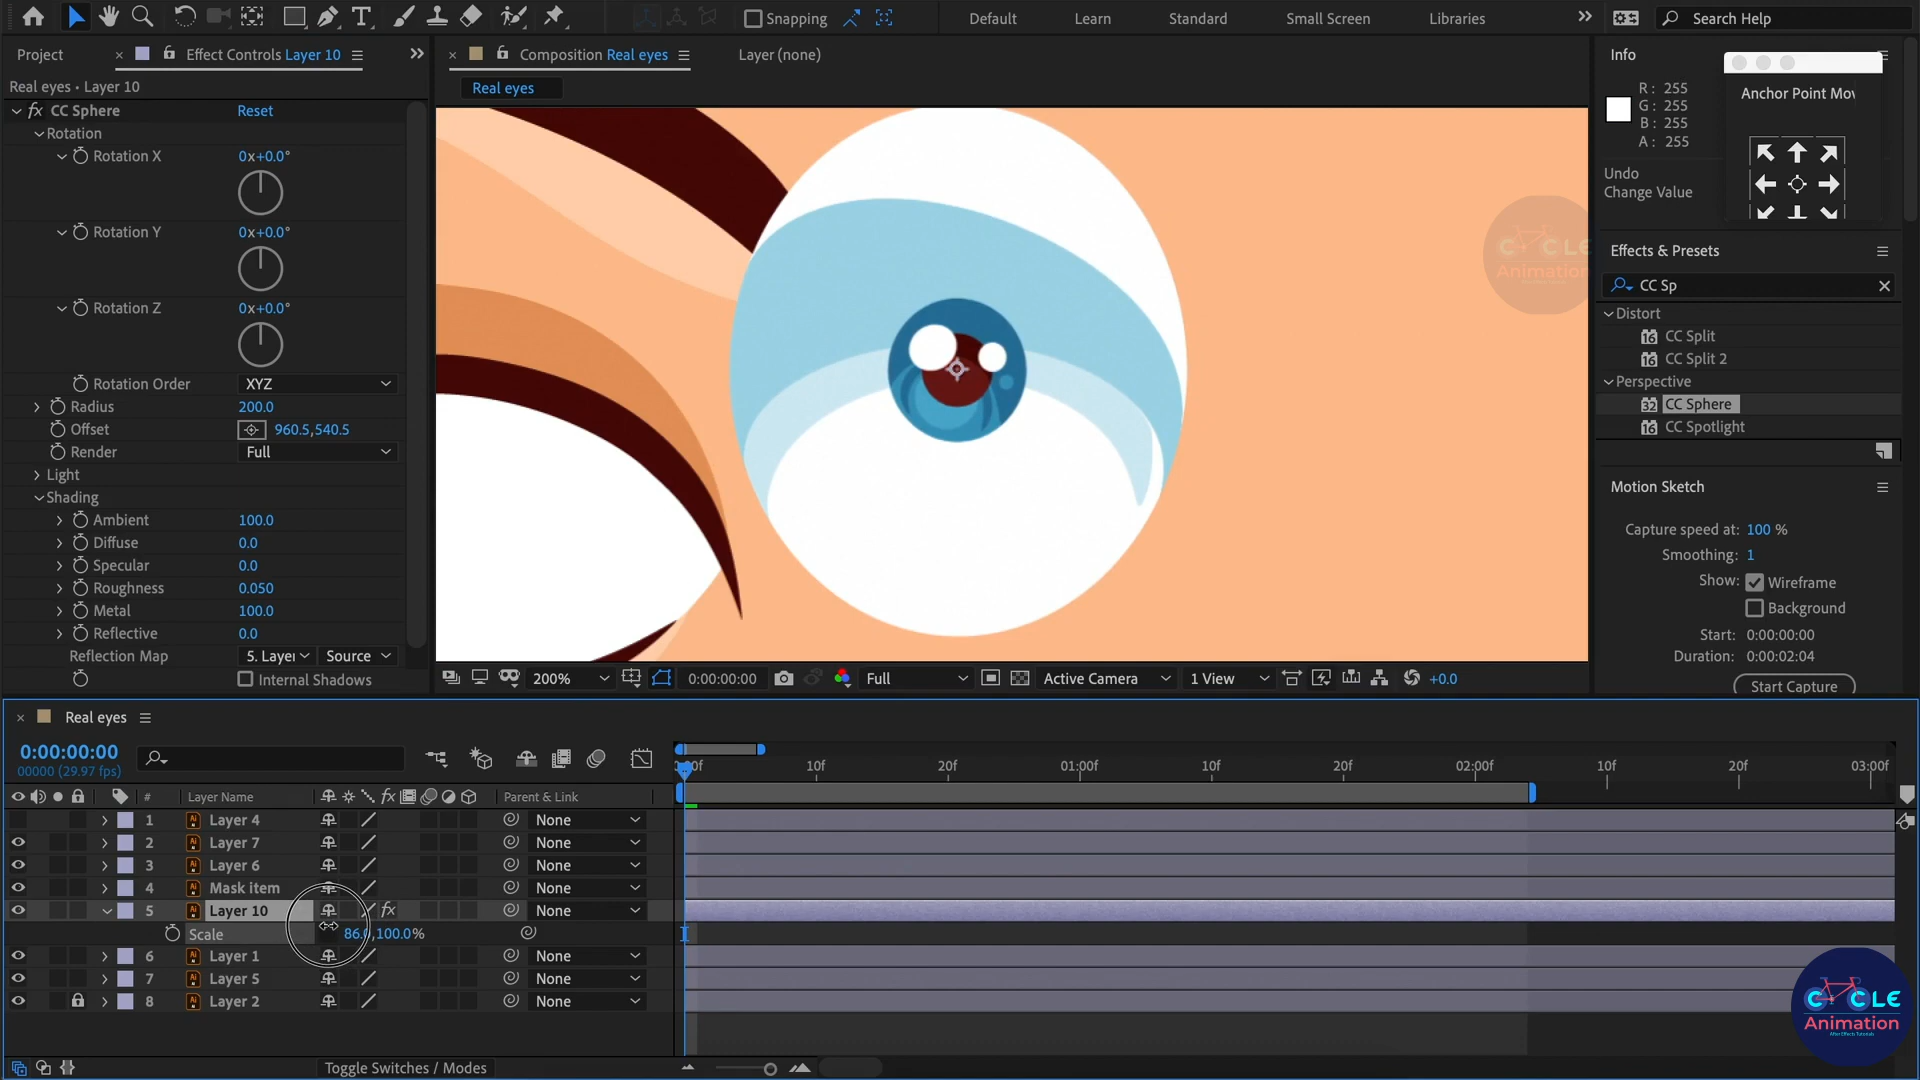 Snapping
Default
Learn
Standard
Small Screen
Libraries
Search Help
Project
Effect Controls Layer 10
Composition Real eyes
Layer (none)
Info
Real eyes • Layer 10
Real eyes
CC Sphere
Reset
Rotation
Rotation X
0x+0.0°
Rotation Y
0x+0.0°
Rotation Z
0x+0.0°
Rotation Order
XYZ
Radius
200.0
Offset
960.5,540.5
Render
Full
Light
Shading
Ambient
100.0
Diffuse
0.0
Specular
0.0
Roughness
0.050
Metal
100.0
Reflective
0.0
Reflection Map
5. Layer
Source
Internal Shadows
R: 255
G: 255
B: 255
A: 255
Undo
Change Value
Anchor Point Mov
Effects & Presets
CC Sp
Distort
CC Split
CC Split 2
Perspective
CC Sphere
CC Spotlight
Motion Sketch
Capture speed at: 100 %
Smoothing: 1
Show: Wireframe
Background
Start: 0:00:00:00
Duration: 0:00:02:04
Start Capture
CYCLE
Animation
200%
0:00:00:00
Full
Active Camera
1 View
+0.0
Real eyes
0:00:00:00
00000 (29.97 fps)
10f
20f
01:00f
10f
20f
02:00f
10f
20f
03:00f
#
Layer Name
Parent & Link
1 Layer 4 None
2 Layer 7 None
3 Layer 6 None
4 Mask item None
5 Layer 10 fx None
Scale
86.0,100.0%
6 Layer 1 None
7 Layer 5 None
8 Layer 2 None
Toggle Switches / Modes
CYCLE
Animation
After Effects Tutorials